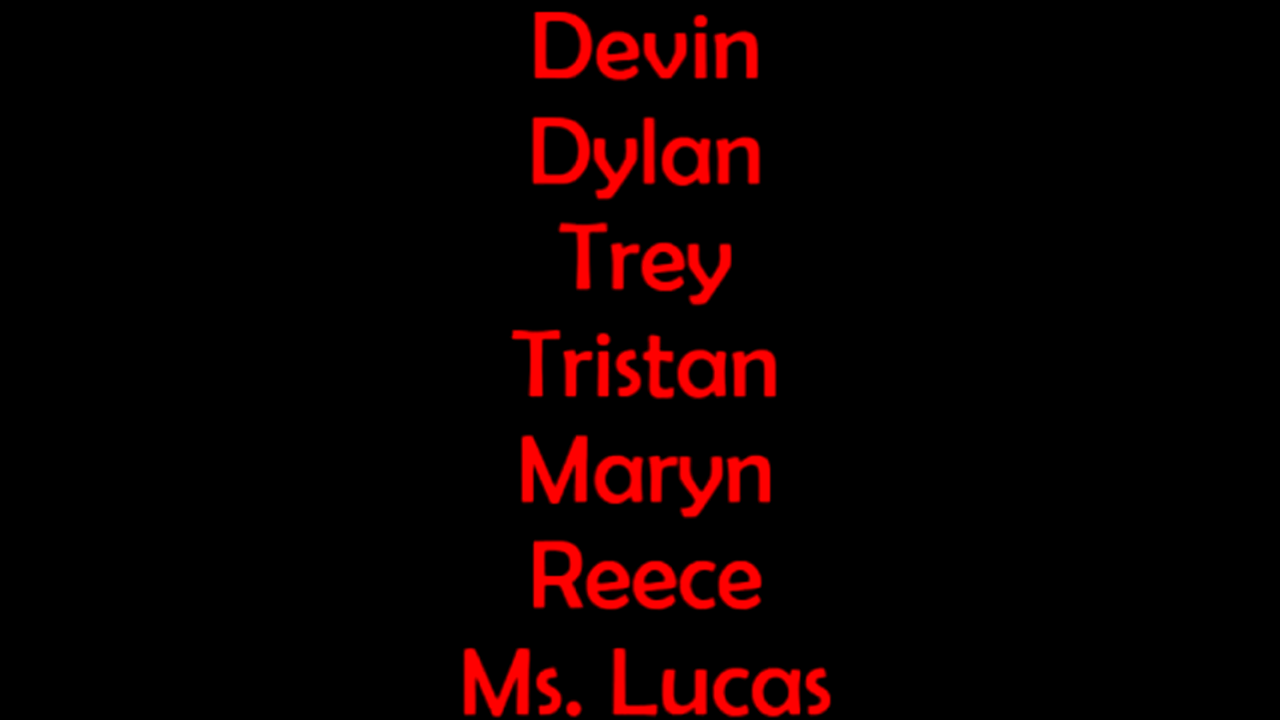 Devin
Dylan
Trey
Tristan
Maryn
Reece
Ms. Lucas